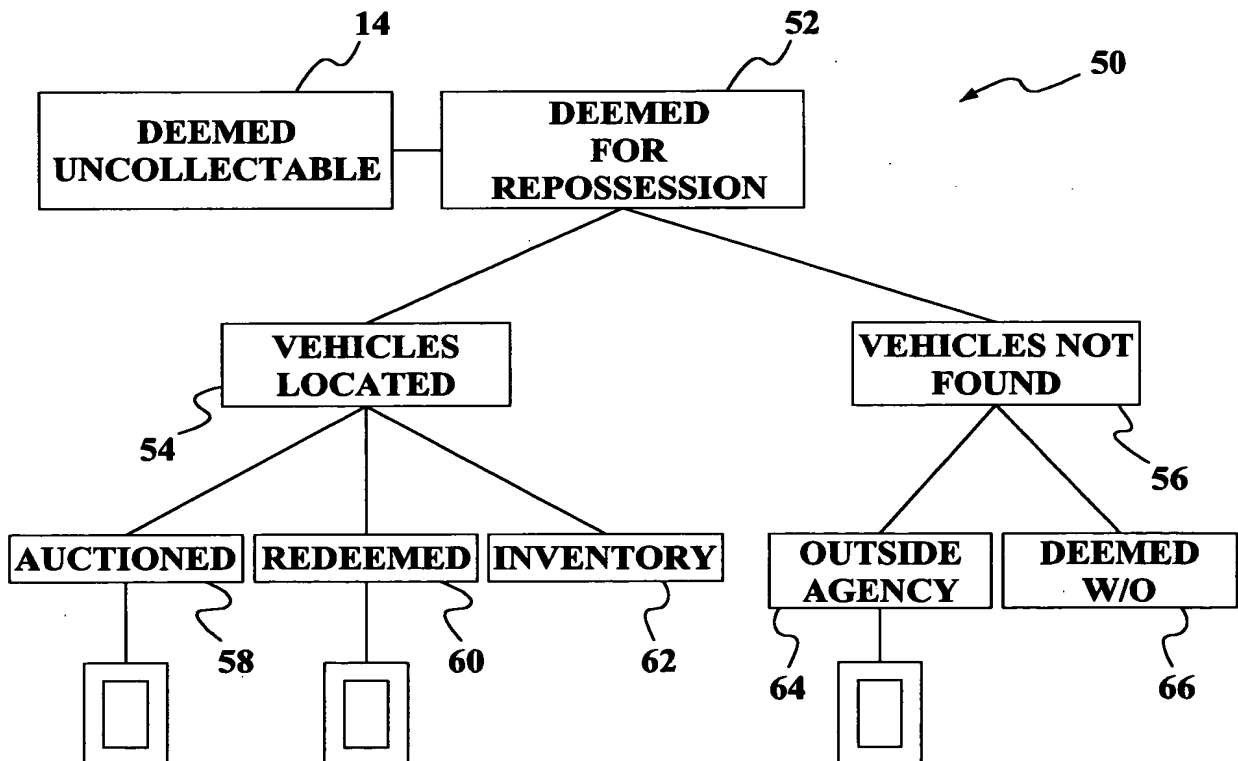 14
52
50
DEEMED
UNCOLLECTABLE
DEEMED
FOR
REPOSSESSION
VEHICLES
LOCATED
VEHICLES NOT
FOUND
54
56
AUCTIONED
REDEEMED
INVENTORY
OUTSIDE
AGENCY
DEEMED
W/O
58
60
62
64
66